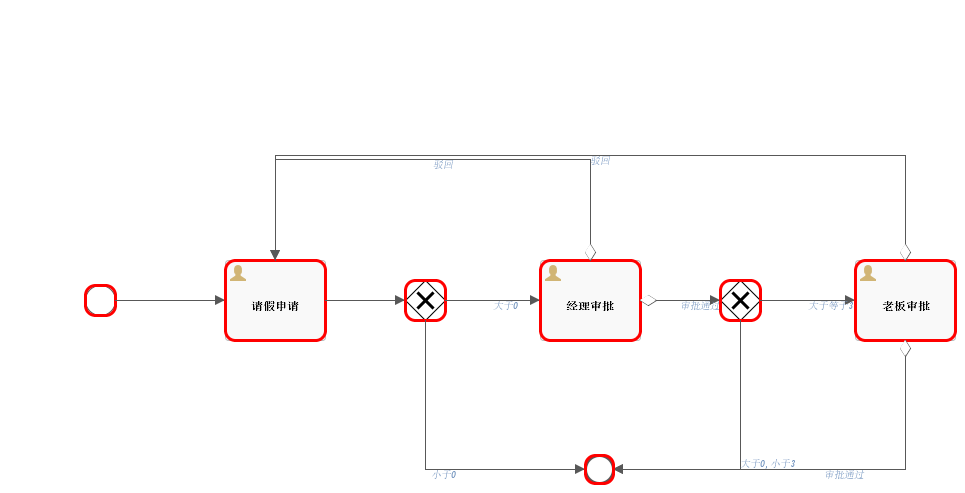 驳回
驳回
请假申请
大于0
经理审批
审批通过
大于等于3
老板审批
小于0
大于0, 小于3
审批通过